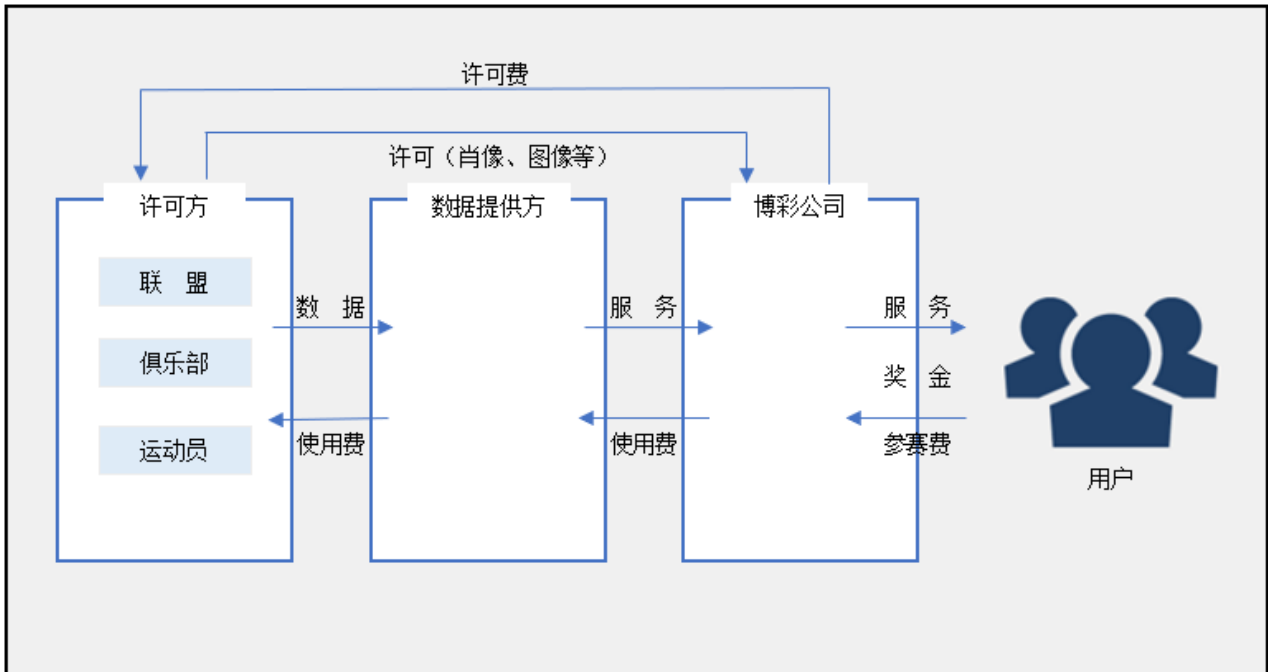 许可费
许可（肖像、图像等）
许可方
数据提供方
博彩公司
联 盟
数 据
服 务
服 务
俱乐部
奖 金
运动员
使用费
使用费
参赛费
用户